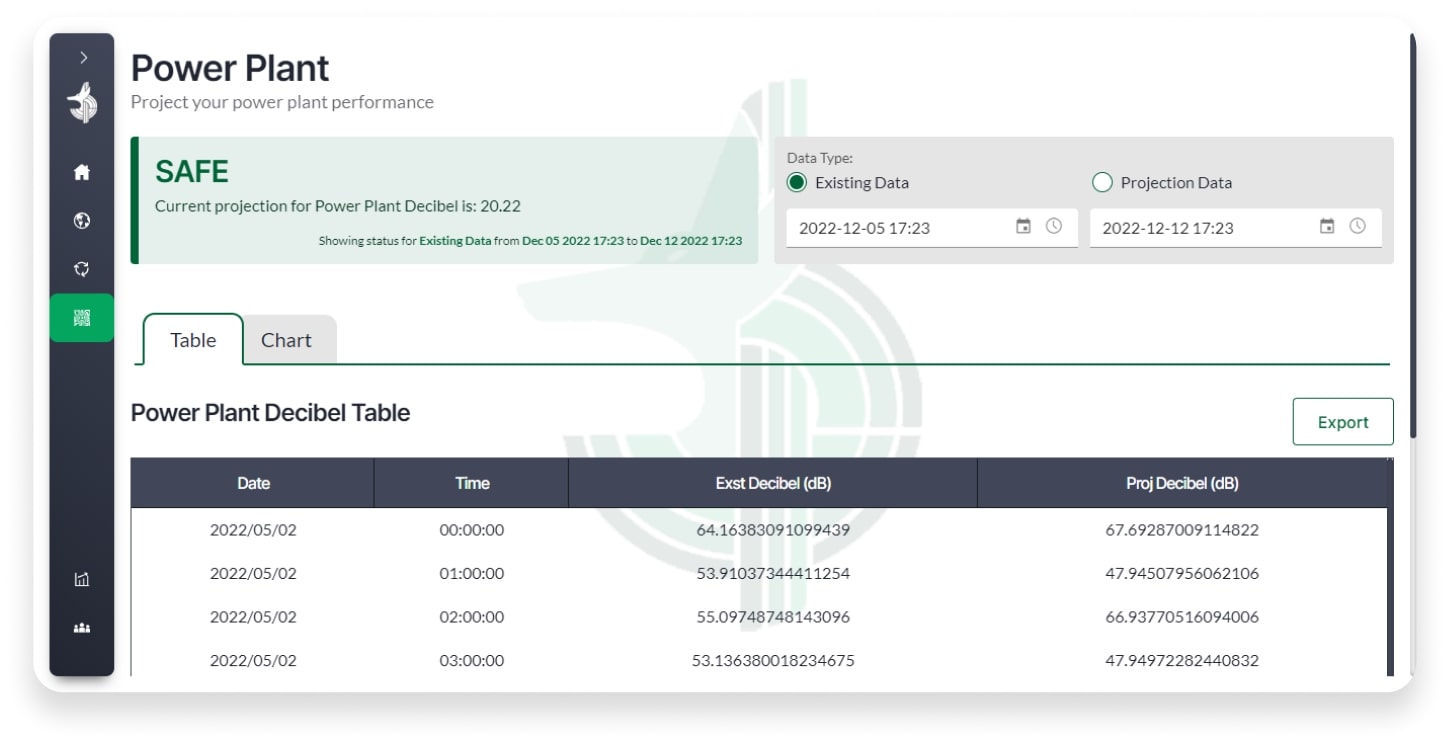 Power Plant
Project your power plant performance
SAFE
Current projection for Power Plant Decibel is: 20.22
Showing status for Existing Data from Dec 05 2022 17:23 to Dec 12 2022 17:23
Data Type:
Existing Data Projection Data
2022-12-05 17:23 2022-12-12 17:23
Table Chart
Power Plant Decibel Table
Export
Date Time Exst Decibel (dB) Proj Decibel (dB)
2022/05/02 00:00:00 64.16383091099439 67.69287009114822
2022/05/02 01:00:00 53.91037344411254 47.94507956062106
2022/05/02 02:00:00 55.09748748143096 66.93770516094006
2022/05/02 03:00:00 53.136380018234675 47.94972282440832